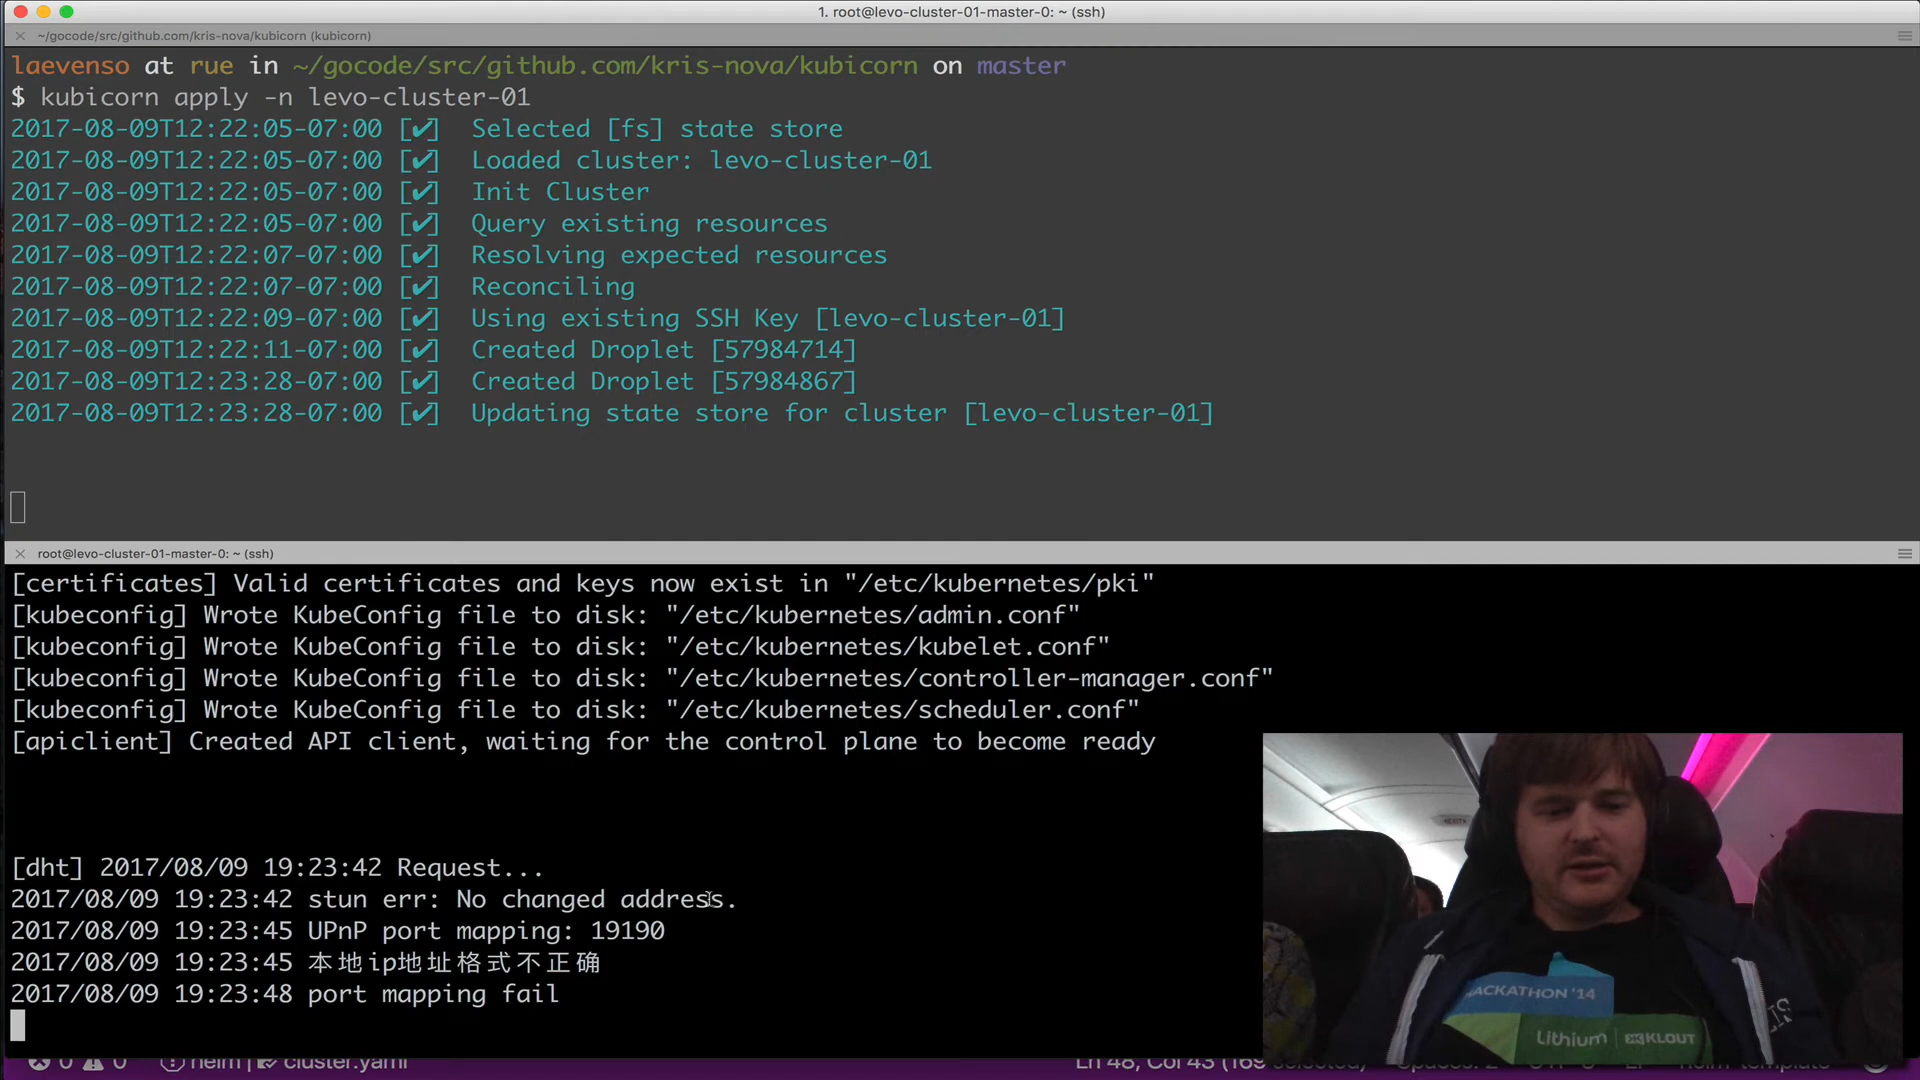 1. root@levo-cluster-01-master-0: ~ (ssh)
~/gocode/src/github.com/kris-nova/kubicorn (kubicorn)
laevenso at rue in ~/gocode/src/github.com/kris-nova/kubicorn on master
$ kubicorn apply -n levo-cluster-01
2017-08-09T12:22:05-07:00 [✔] Selected [fs] state store
2017-08-09T12:22:05-07:00 [✔] Loaded cluster: levo-cluster-01
2017-08-09T12:22:05-07:00 [✔] Init Cluster
2017-08-09T12:22:05-07:00 [✔] Query existing resources
2017-08-09T12:22:07-07:00 [✔] Resolving expected resources
2017-08-09T12:22:07-07:00 [✔] Reconciling
2017-08-09T12:22:09-07:00 [✔] Using existing SSH Key [levo-cluster-01]
2017-08-09T12:22:11-07:00 [✔] Created Droplet [57984714]
2017-08-09T12:23:28-07:00 [✔] Created Droplet [57984867]
2017-08-09T12:23:28-07:00 [✔] Updating state store for cluster [levo-cluster-01]
root@levo-cluster-01-master-0: ~ (ssh)
[certificates] Valid certificates and keys now exist in "/etc/kubernetes/pki"
[kubeconfig] Wrote KubeConfig file to disk: "/etc/kubernetes/admin.conf"
[kubeconfig] Wrote KubeConfig file to disk: "/etc/kubernetes/kubelet.conf"
[kubeconfig] Wrote KubeConfig file to disk: "/etc/kubernetes/controller-manager.conf"
[kubeconfig] Wrote KubeConfig file to disk: "/etc/kubernetes/scheduler.conf"
[apiclient] Created API client, waiting for the control plane to become ready
[dht] 2017/08/09 19:23:42 Request...
2017/08/09 19:23:42 stun err: No changed address.
2017/08/09 19:23:45 UPnP port mapping: 19190
2017/08/09 19:23:45 本地ip地址格式不正确
2017/08/09 19:23:48 port mapping fail
EXIT
HACKATHON '14
Lithium KLOUT
0 0 helm | cluster.yaml
Ln 48, Col 43 (169 selected)